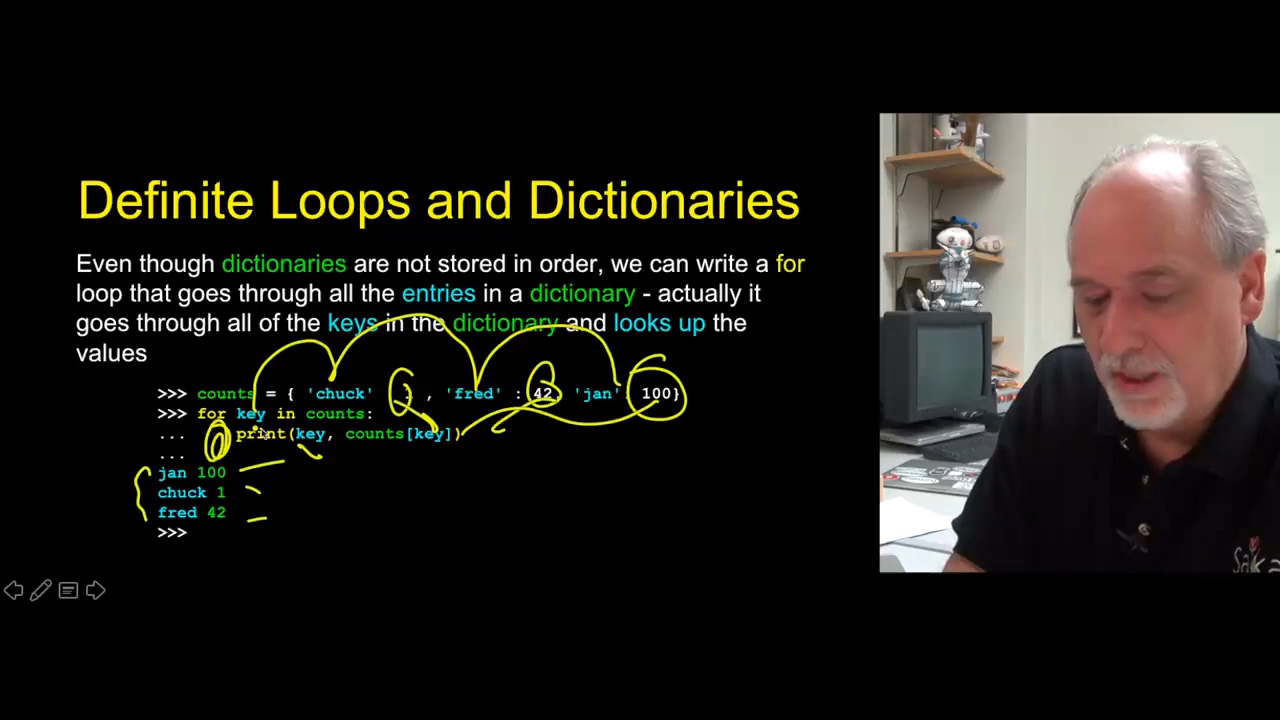 Definite Loops and Dictionaries
Even though dictionaries are not stored in order, we can write a for
loop that goes through all the entries in a dictionary - actually it
goes through all of the keys in the dictionary and looks up the
values
>>> counts = { 'chuck' 1 , 'fred' : 42, 'jan' 100}
>>> for key in counts:
... print(key, counts[key])
...
jan 100
chuck 1
fred 42
>>>